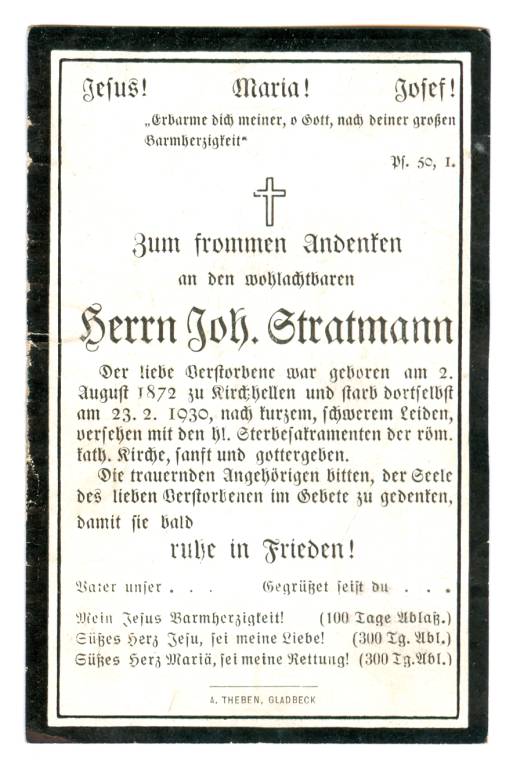 Jesus! Maria! Josef!
„Erbarme dich meiner, o Gott, nach deiner großen
Barmherzigkeit“
Ps. 50, 1.
Zum frommen Andenken
an den wohlachtbaren
Herrn Joh. Stratmann
Der liebe Verstorbene war geboren am 2.
August 1872 zu Kirchhellen und starb dortselbst
am 23. 2. 1930, nach kurzem, schwerem Leiden,
versehen mit den hl. Sterbesakramenten der röm.
kath. Kirche, sanft und gottergeben.
Die trauernden Angehörigen bitten, der Seele
des lieben Verstorbenen im Gebete zu gedenken,
damit sie bald
ruhe in Frieden!
Vater unser . . . Gegrüßet seist du . . .
Mein Jesus Barmherzigkeit! (100 Tage Ablaß.)
Süßes Herz Jesu, sei meine Liebe! (300 Tg. Abl.)
Süßes Herz Mariä, sei meine Rettung! (300 Tg. Abl.)
A. THEBEN, GLADBECK